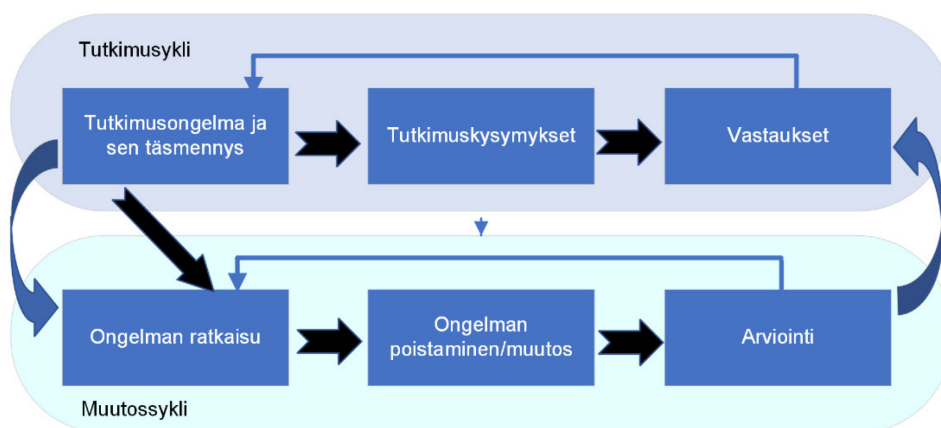 Tutkimusykli
Tutkimusongelma ja
sen täsmennys
Tutkimuskysymykset
Vastaukset
Ongelman ratkaisu
Ongelman
poistaminen/muutos
Arviointi
Muutossykli